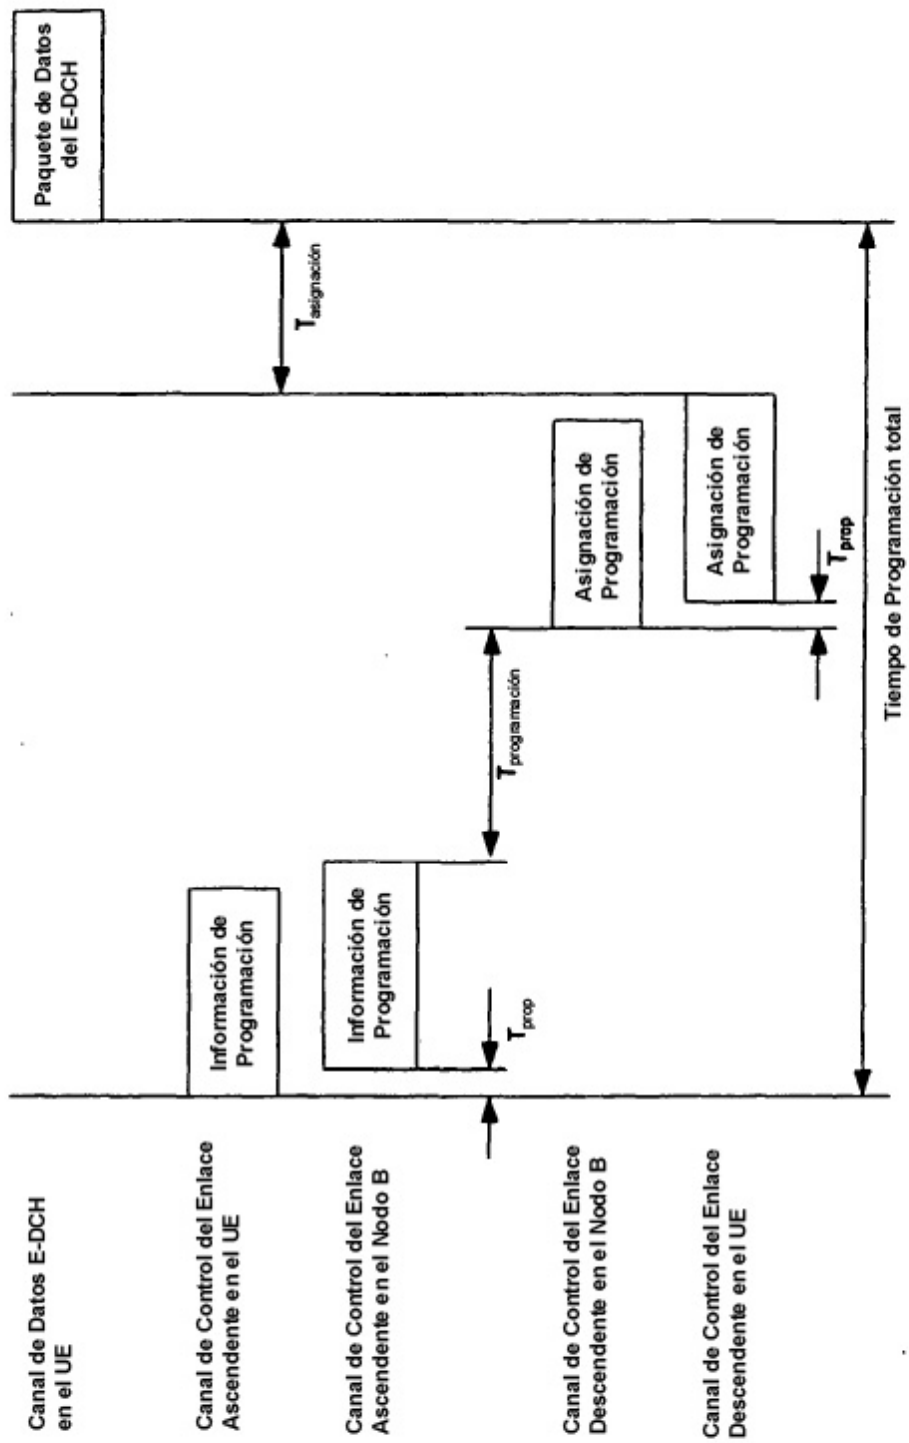 Canal de Datos E-DCH
en el UE
Paquete de Datos
del E-DCH
Canal de Control del Enlace
Ascendente en el UE
Información de
Programación
Tasignación
Canal de Control del Enlace
Ascendente en el Nodo B
Información de
Programación
Tprop
Tprogramación
Canal de Control del Enlace
Descendente en el Nodo B
Asignación de
Programación
Canal de Control del Enlace
Descendente en el UE
Asignación de
Programación
Tprop
Tiempo de Programación total